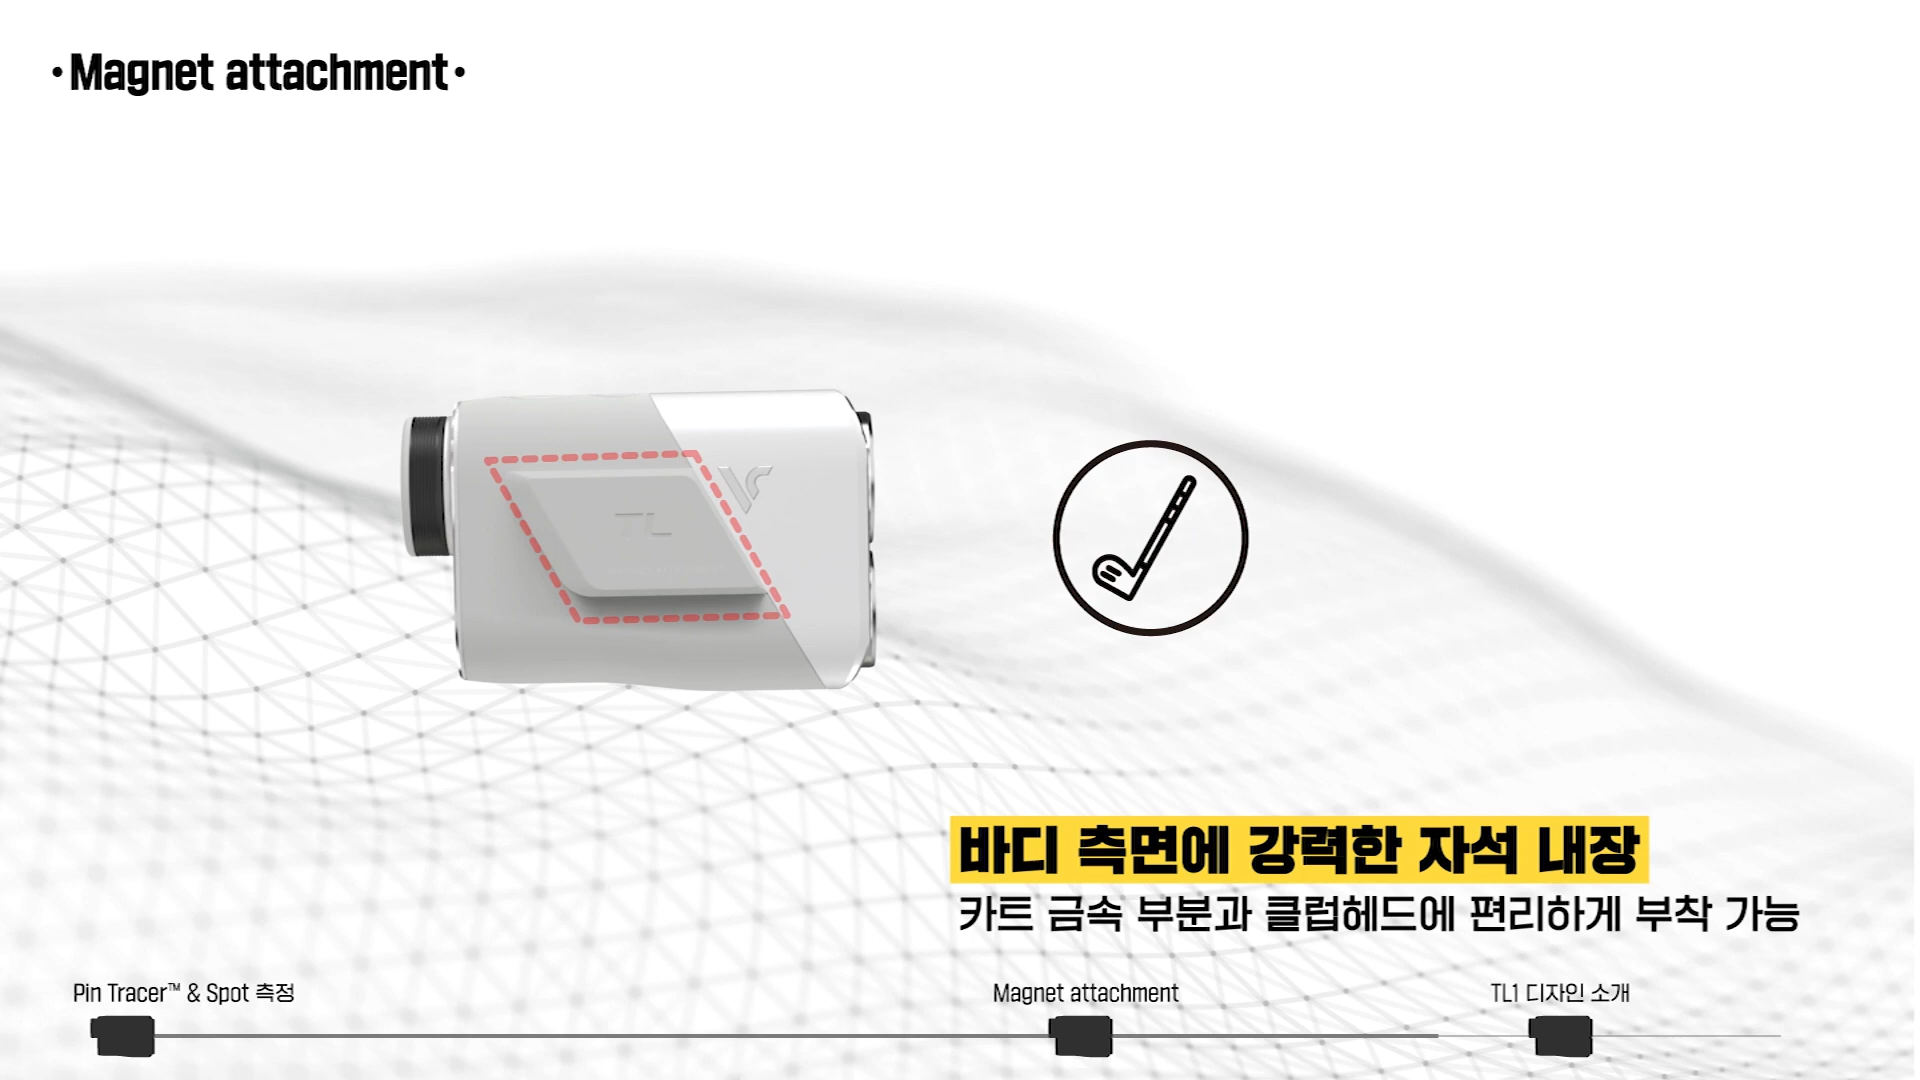 •Magnet attachment•
TL
바디 측면에 강력한 자석 내장
카트 금속 부분과 클럽헤드에 편리하게 부착 가능
Pin Tracer™ & Spot 측정
Magnet attachment
TL1 디자인 소개